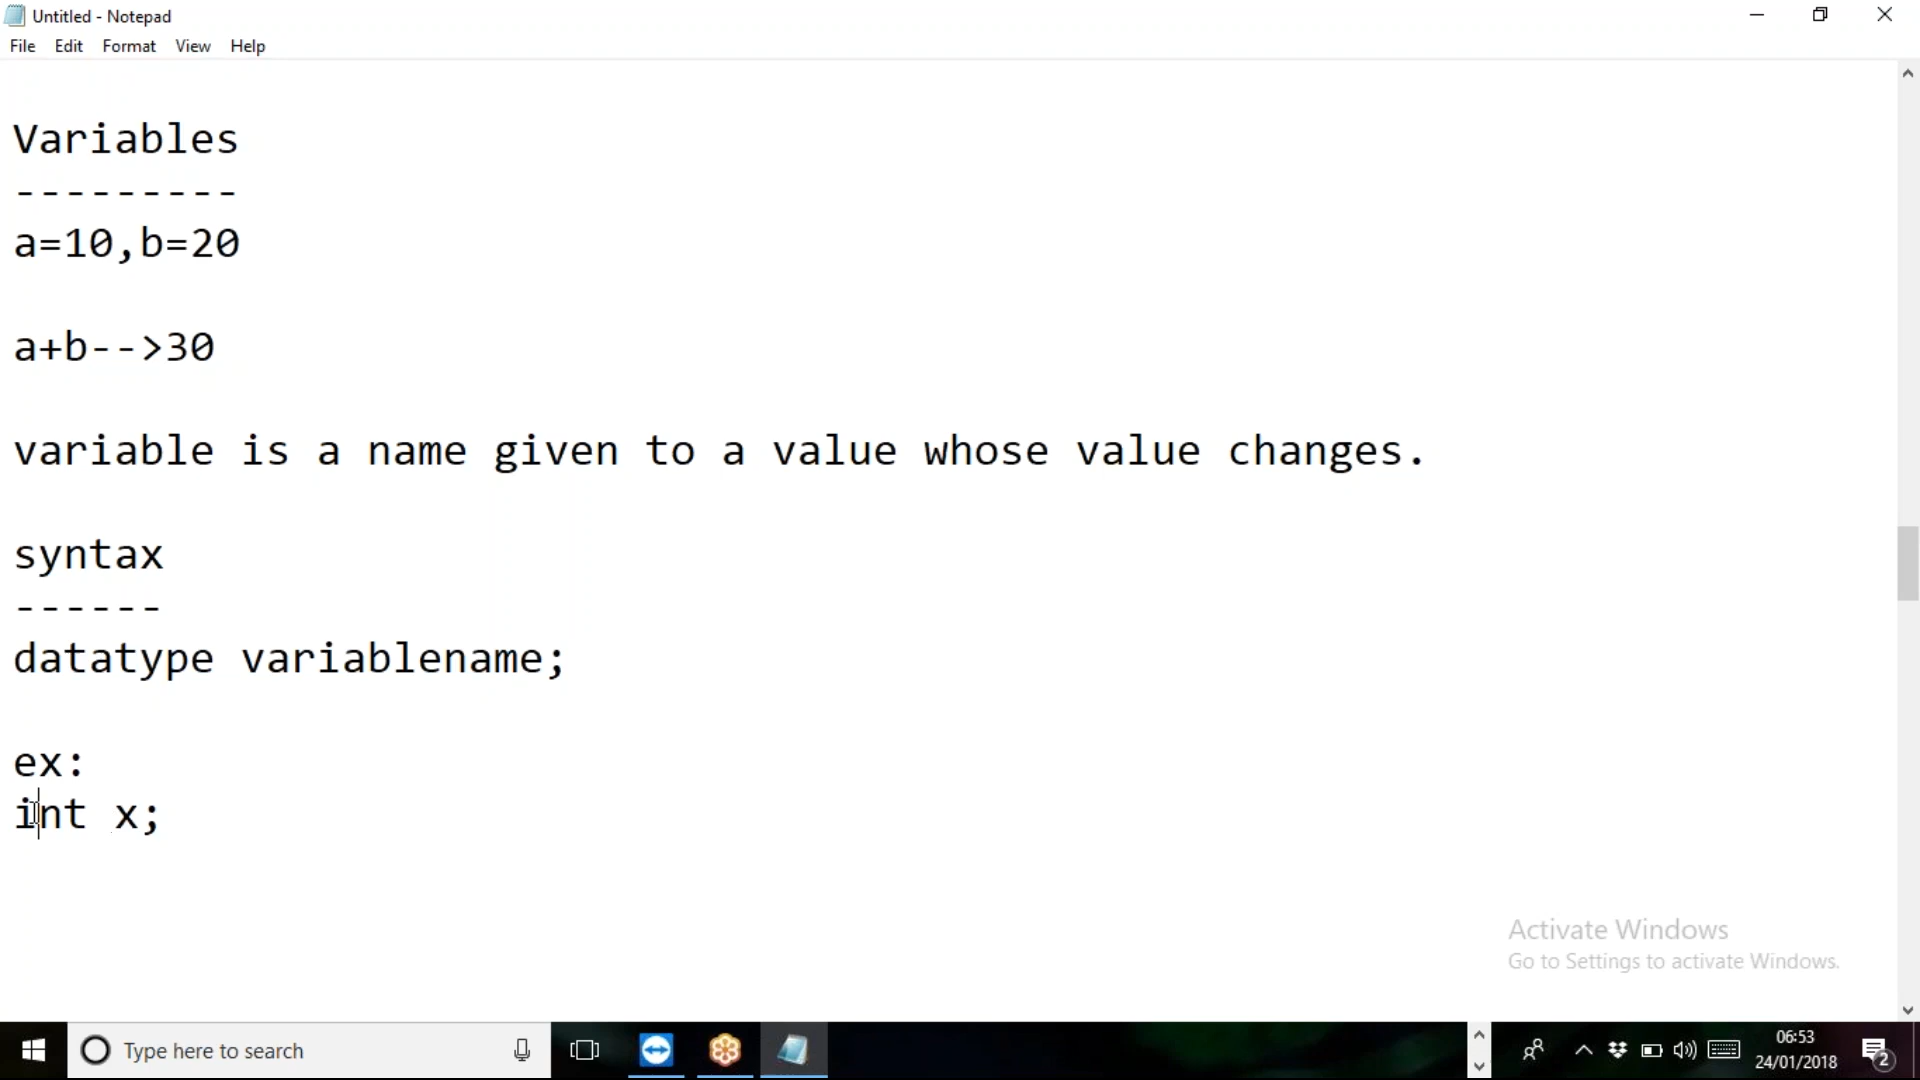 Untitled - Notepad
File Edit Format View Help
Variables
---------
a=10,b=20
a+b-->30
variable is a name given to a value whose value changes.
syntax
------
datatype variablename;
ex:
int x;
Activate Windows
Go to Settings to activate Windows.
Type here to search
06:53
24/01/2018
2